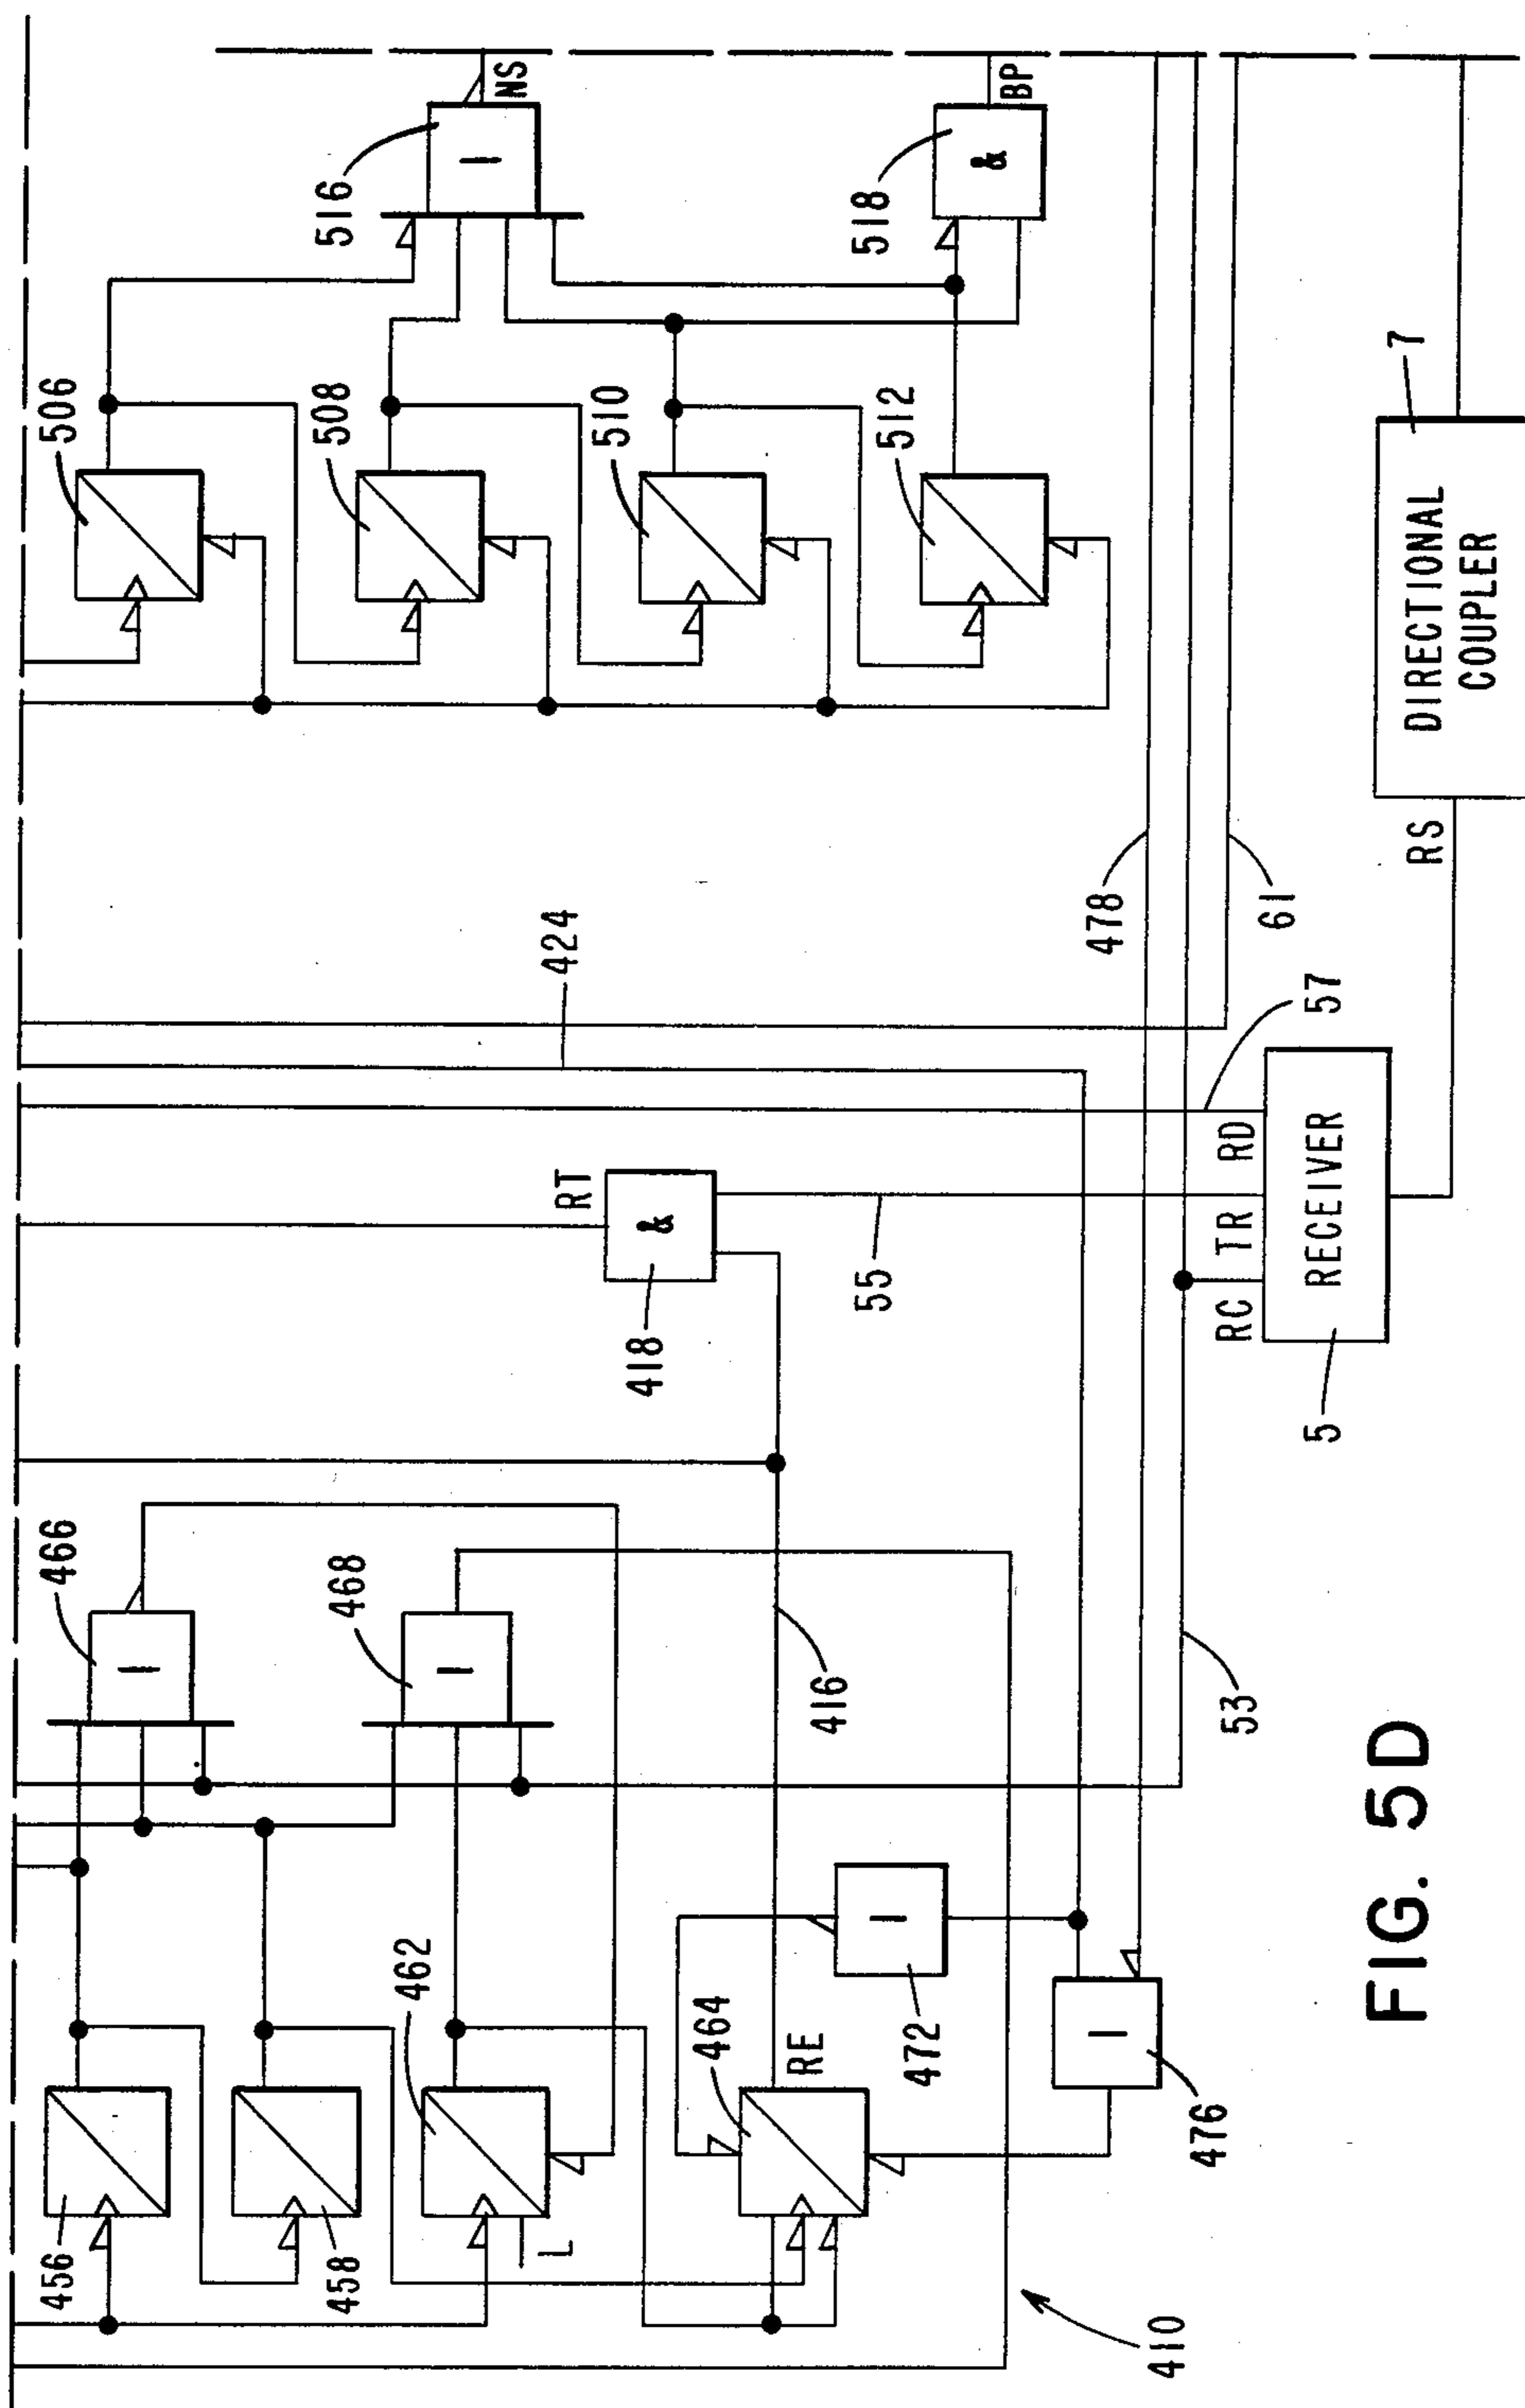 506
516
NS
508
510
518
&
BP
512
7
DIRECTIONAL
COUPLER
RS
478
61
424
57
RT
&
418
55
RC
TR
RD
RECEIVER
5
466
468
416
53
456
458
462
L
464
RE
472
476
410
FIG. 5D